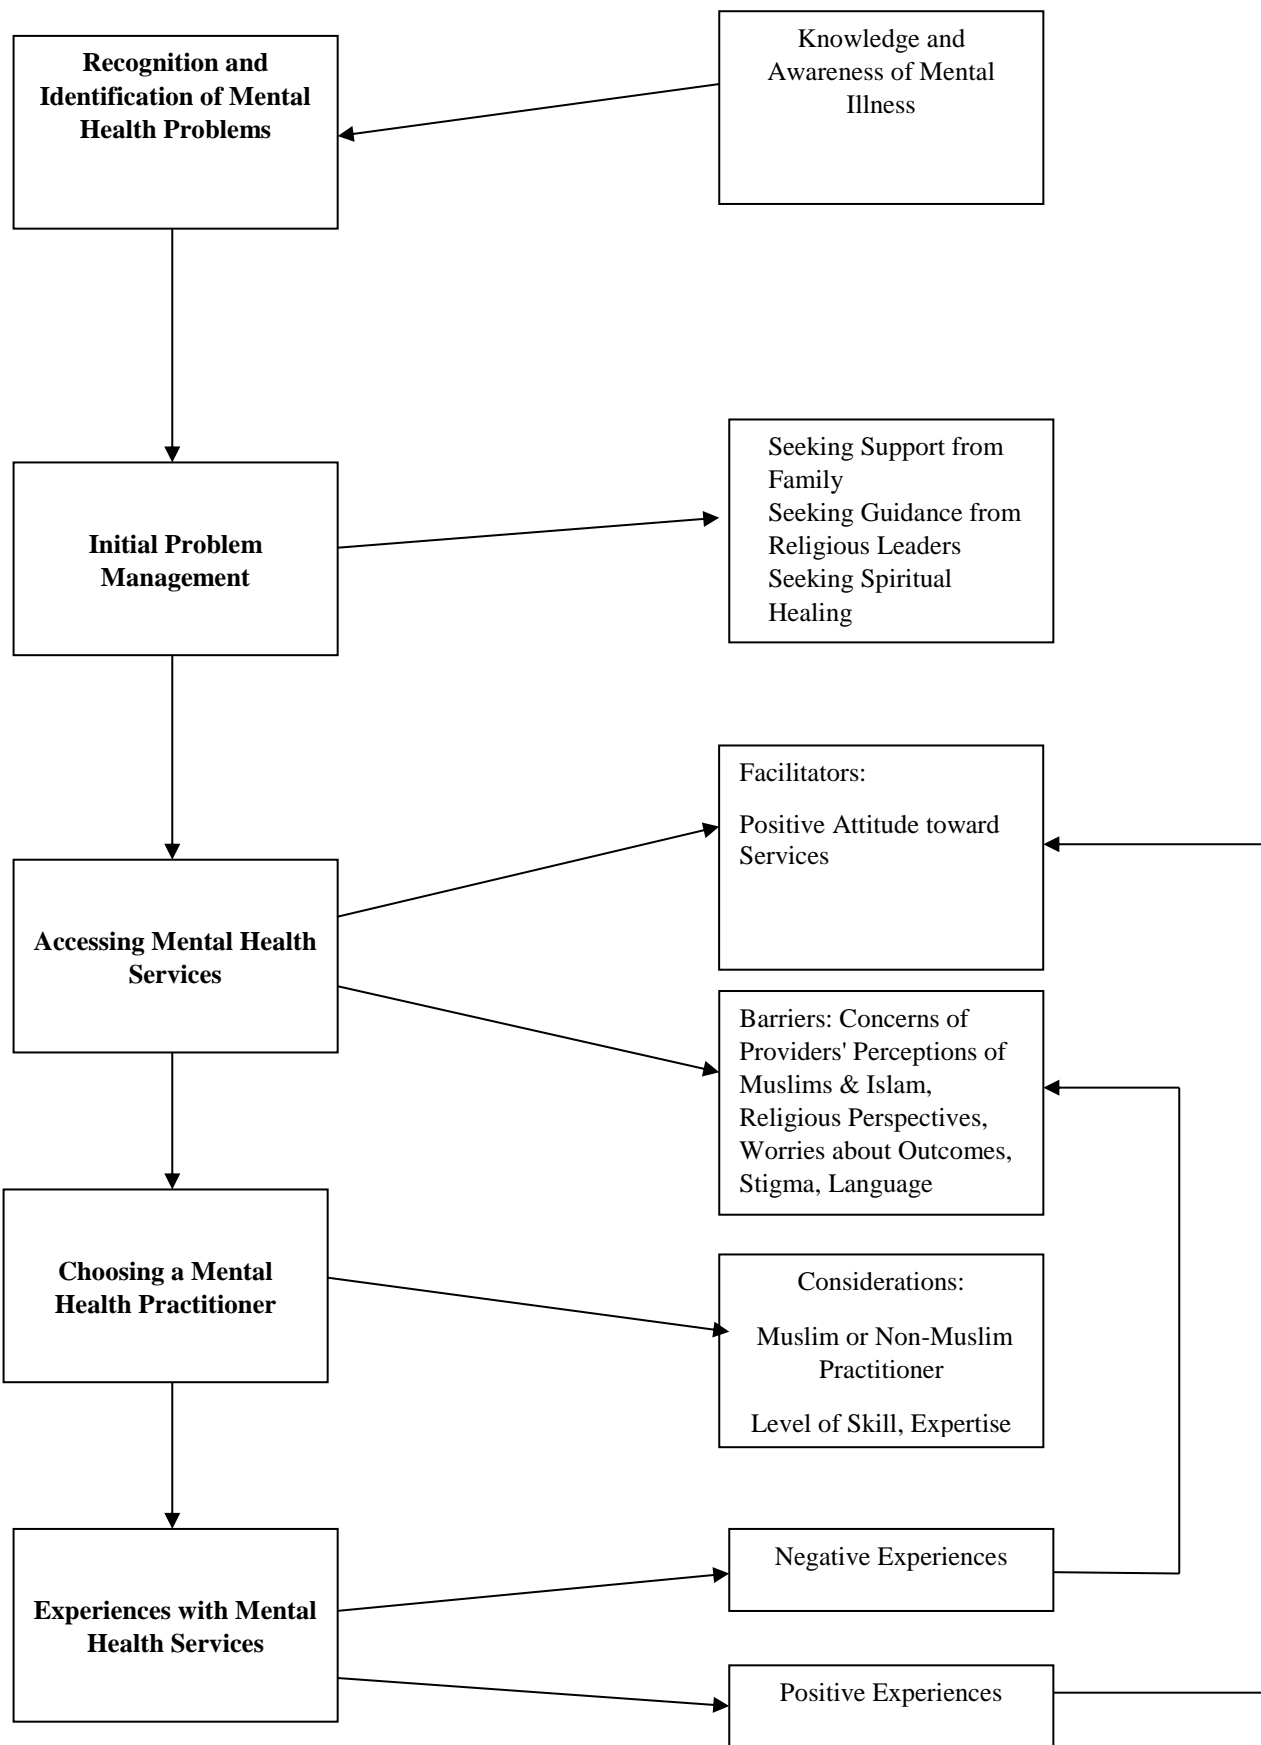 Recognition and
Identification of Mental
Health Problems
Knowledge and
Awareness of Mental
Illness
Initial Problem
Management
Seeking Support from
Family
Seeking Guidance from
Religious Leaders
Seeking Spiritual
Healing
Accessing Mental Health
Services
Facilitators:
Positive Attitude toward
Services
Barriers: Concerns of
Providers' Perceptions of
Muslims & Islam,
Religious Perspectives,
Worries about Outcomes,
Stigma, Language
Choosing a Mental
Health Practitioner
Considerations:
Muslim or Non-Muslim
Practitioner
Level of Skill, Expertise
Experiences with Mental
Health Services
Negative Experiences
Positive Experiences